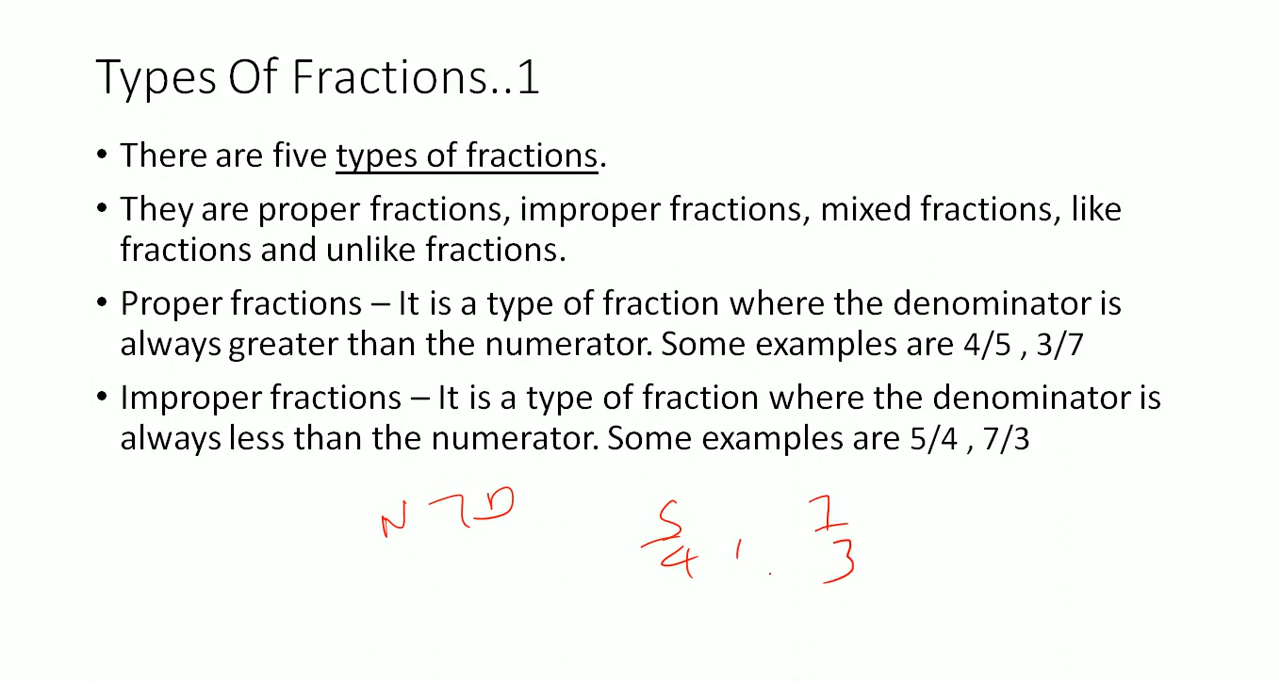 Types Of Fractions..1
• There are five types of fractions.
• They are proper fractions, improper fractions, mixed fractions, like
fractions and unlike fractions.
• Proper fractions – It is a type of fraction where the denominator is
always greater than the numerator. Some examples are 4/5 , 3/7
• Improper fractions – It is a type of fraction where the denominator is
always less than the numerator. Some examples are 5/4 , 7/3
N > D
5/4 , 7/3